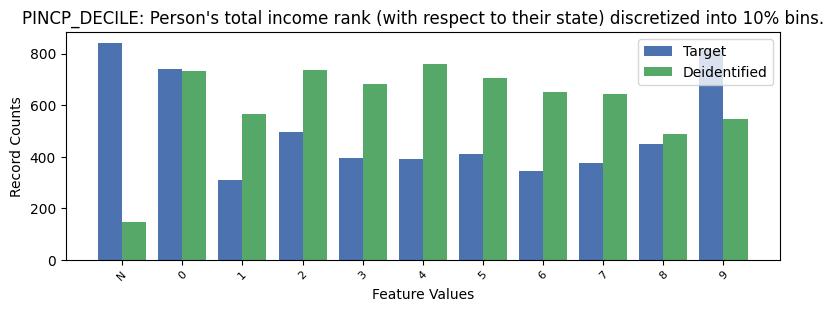 PINCP_DECILE: Person's total income rank (with respect to their state) discretized into 10% bins.
800
600
400
200
0
Record Counts
Target
Deidentified
N 0 1 2 3 4 5 6 7 8 9
Feature Values